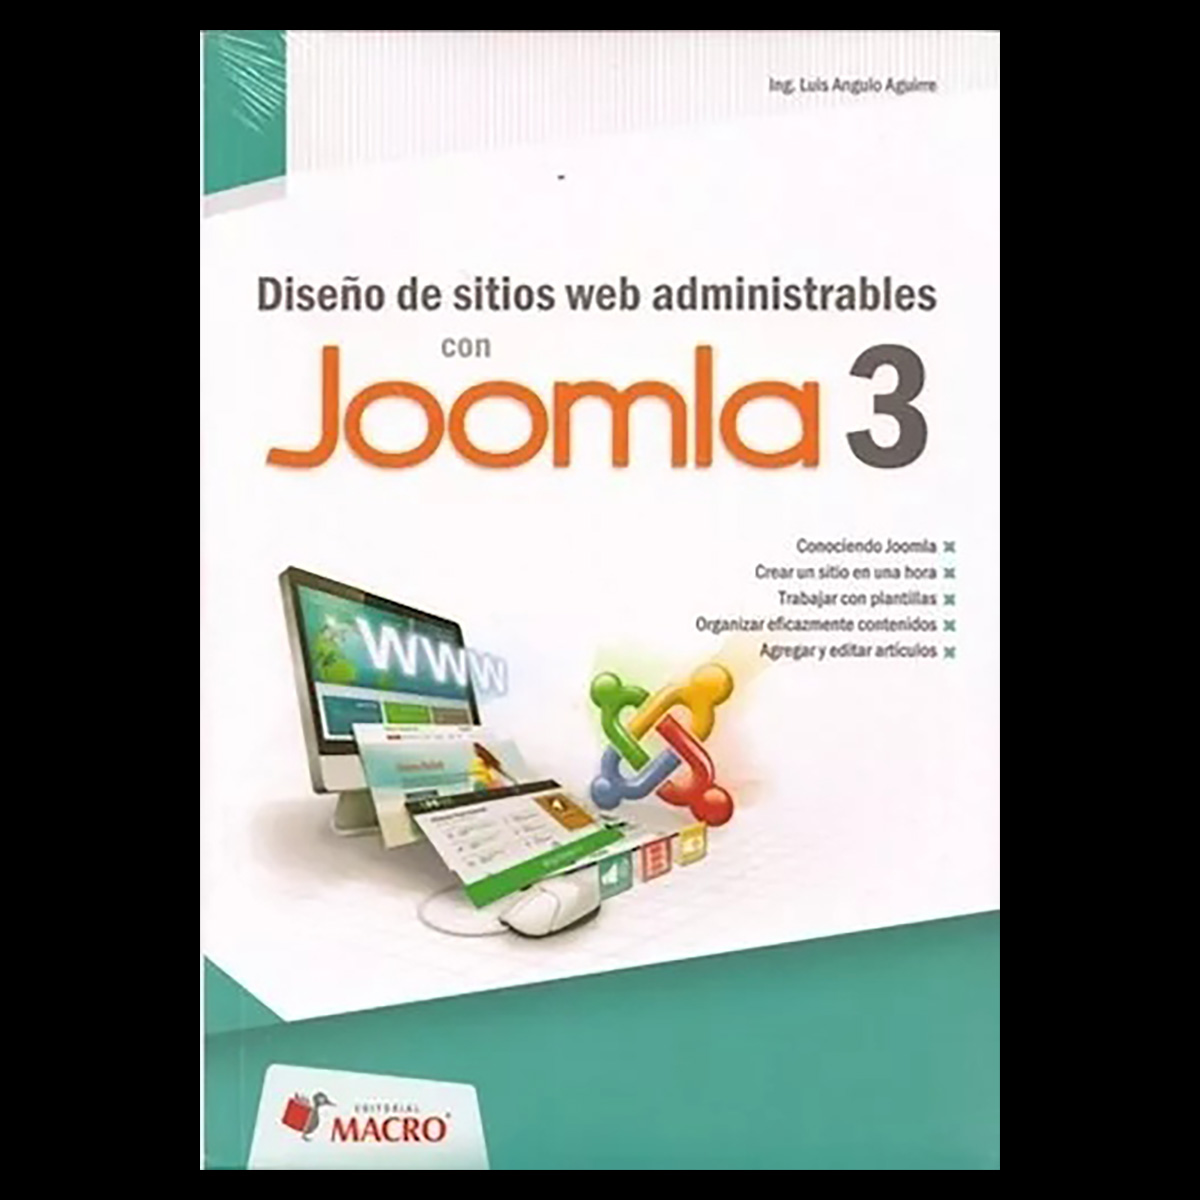 Ing. Luis Angulo Aguirre
Diseño de sitios web administrables
con
Joomla 3
Conociendo Joomla
Crear un sitio en una hora
Trabajar con plantillas
Organizar eficazmente contenidos
Agregar y editar artículos
WWW
EDITORIAL
MACRO®